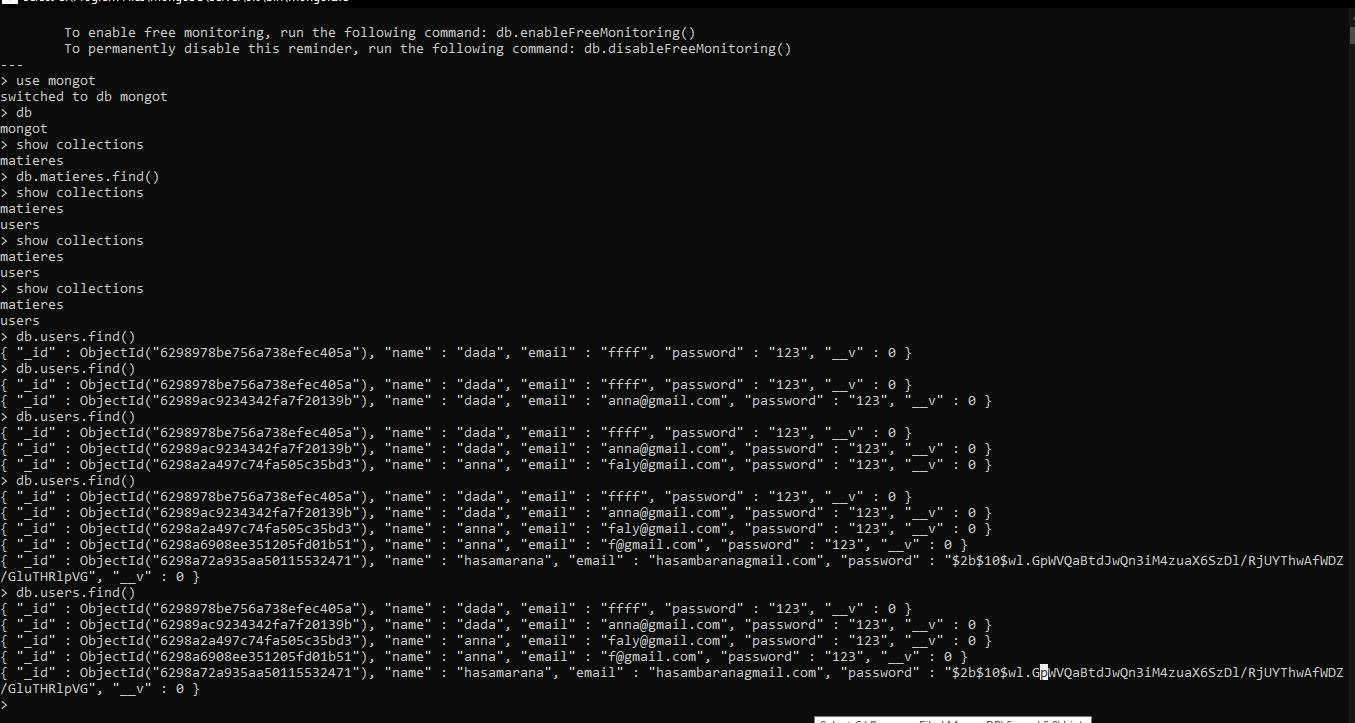 To enable free monitoring, run the following command: db.enableFreeMonitoring()
To permanently disable this reminder, run the following command: db.disableFreeMonitoring()
---
> use mongot
switched to db mongot
> db
mongot
> show collections
matieres
> db.matieres.find()
> show collections
matieres
users
> show collections
matieres
users
> show collections
matieres
users
> db.users.find()
{ "_id" : ObjectId("6298978be756a738efec405a"), "name" : "dada", "email" : "ffff", "password" : "123", "__v" : 0 }
> db.users.find()
{ "_id" : ObjectId("6298978be756a738efec405a"), "name" : "dada", "email" : "ffff", "password" : "123", "__v" : 0 }
{ "_id" : ObjectId("62989ac9234342fa7f20139b"), "name" : "dada", "email" : "anna@gmail.com", "password" : "123", "__v" : 0 }
> db.users.find()
{ "_id" : ObjectId("6298978be756a738efec405a"), "name" : "dada", "email" : "ffff", "password" : "123", "__v" : 0 }
{ "_id" : ObjectId("62989ac9234342fa7f20139b"), "name" : "dada", "email" : "anna@gmail.com", "password" : "123", "__v" : 0 }
{ "_id" : ObjectId("6298a2a497c74fa505c35bd3"), "name" : "anna", "email" : "faly@gmail.com", "password" : "123", "__v" : 0 }
> db.users.find()
{ "_id" : ObjectId("6298978be756a738efec405a"), "name" : "dada", "email" : "ffff", "password" : "123", "__v" : 0 }
{ "_id" : ObjectId("62989ac9234342fa7f20139b"), "name" : "dada", "email" : "anna@gmail.com", "password" : "123", "__v" : 0 }
{ "_id" : ObjectId("6298a2a497c74fa505c35bd3"), "name" : "anna", "email" : "faly@gmail.com", "password" : "123", "__v" : 0 }
{ "_id" : ObjectId("6298a6908ee351205fd01b51"), "name" : "anna", "email" : "f@gmail.com", "password" : "123", "__v" : 0 }
{ "_id" : ObjectId("6298a72a935aa50115532471"), "name" : "hasamarana", "email" : "hasambaranagmail.com", "password" : "$2b$10$wl.GpWVQaBtdJwQn3iM4zuaX6SzDl/RjUYThwAfWDZ
/GluTHRlpVG", "__v" : 0 }
> db.users.find()
{ "_id" : ObjectId("6298978be756a738efec405a"), "name" : "dada", "email" : "ffff", "password" : "123", "__v" : 0 }
{ "_id" : ObjectId("62989ac9234342fa7f20139b"), "name" : "dada", "email" : "anna@gmail.com", "password" : "123", "__v" : 0 }
{ "_id" : ObjectId("6298a2a497c74fa505c35bd3"), "name" : "anna", "email" : "faly@gmail.com", "password" : "123", "__v" : 0 }
{ "_id" : ObjectId("6298a6908ee351205fd01b51"), "name" : "anna", "email" : "f@gmail.com", "password" : "123", "__v" : 0 }
{ "_id" : ObjectId("6298a72a935aa50115532471"), "name" : "hasamarana", "email" : "hasambaranagmail.com", "password" : "$2b$10$wl.GpWVQaBtdJwQn3iM4zuaX6SzDl/RjUYThwAfWDZ
/GluTHRlpVG", "__v" : 0 }
>